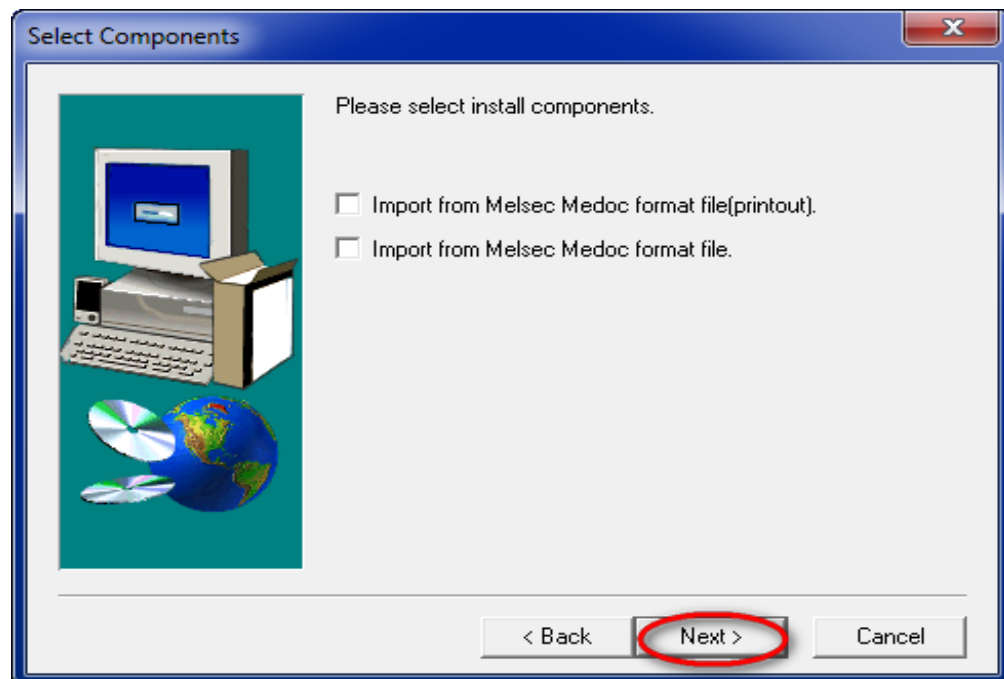 Select Components
Please select install components.
Import from Melsec Medoc format file(printout).
Import from Melsec Medoc format file.
< Back
Next >
Cancel